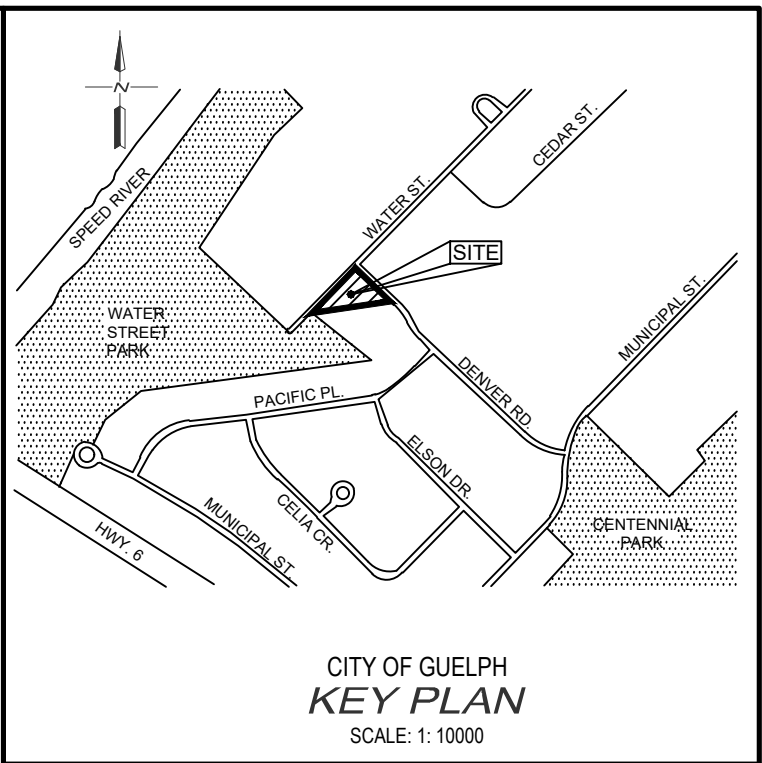 N
SPEED RIVER
CEDAR ST.
WATER ST.
SITE
WATER
STREET
PARK
MUNICIPAL ST.
DENVER RD.
PACIFIC PL.
ELSON DR.
CELIA CR.
MUNICIPAL ST.
HWY. 6
CENTENNIAL
PARK
CITY OF GUELPH
KEY PLAN
SCALE: 1: 10000